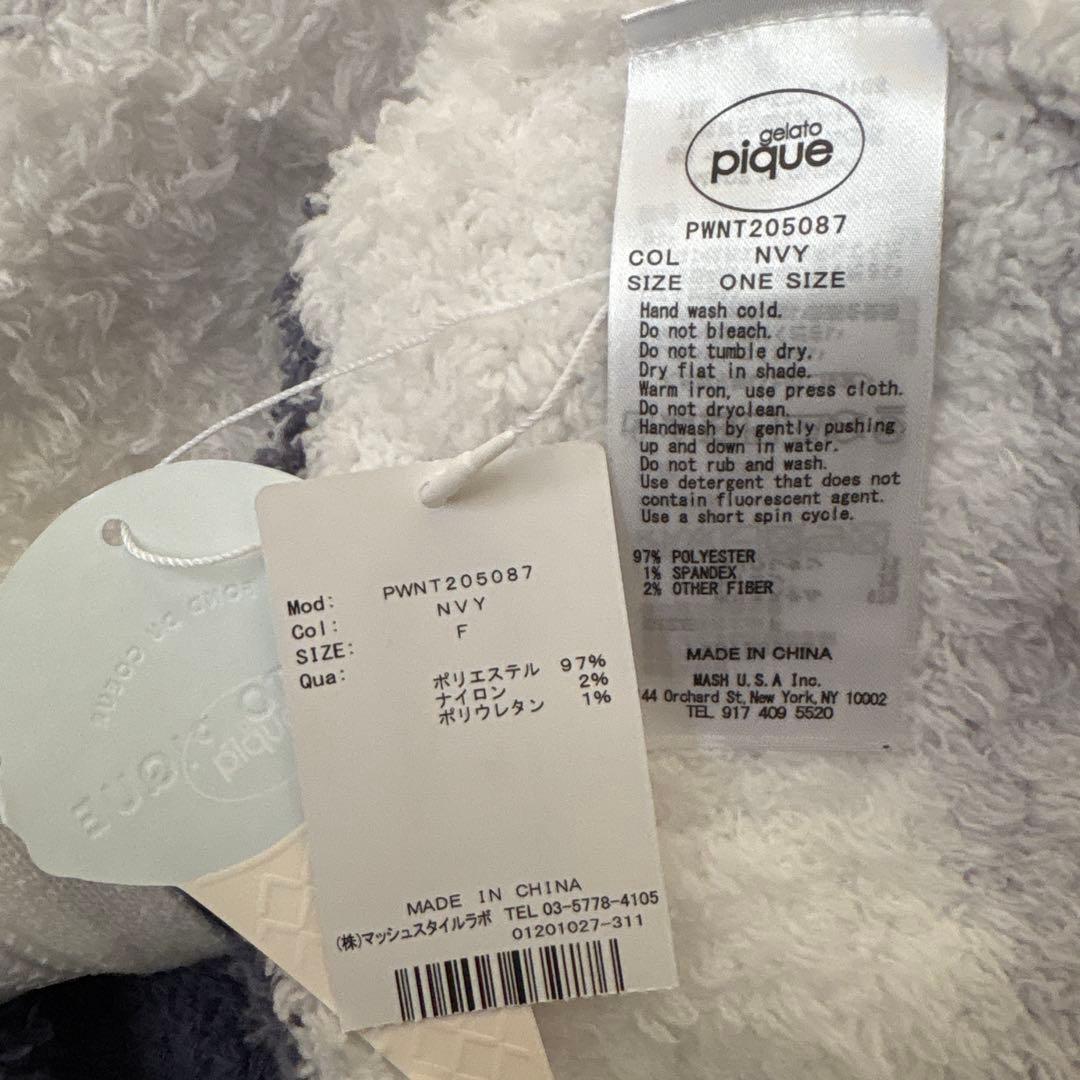 gelato
pique
PWNT205087
COL NVY
SIZE ONE SIZE
Hand wash cold.
Do not bleach.
Do not tumble dry.
Dry flat in shade.
Warm iron, use press cloth.
Do not dryclean.
Handwash by gently pushing
up and down in water.
Do not rub and wash.
Use detergent that does not
contain fluorescent agent.
Use a short spin cycle.
97% POLYESTER
1% SPANDEX
2% OTHER FIBER
MADE IN CHINA
MASH U.S.A Inc.
44 Orchard St, New York, NY 10002
TEL 917 409 5520
Mod: PWNT205087
Col: NVY
SIZE: F
Qua: ポリエステル 97%
ナイロン 2%
ポリウレタン 1%
MADE IN CHINA
(株)マッシュスタイルラボ TEL 03-5778-4105
01201027-311